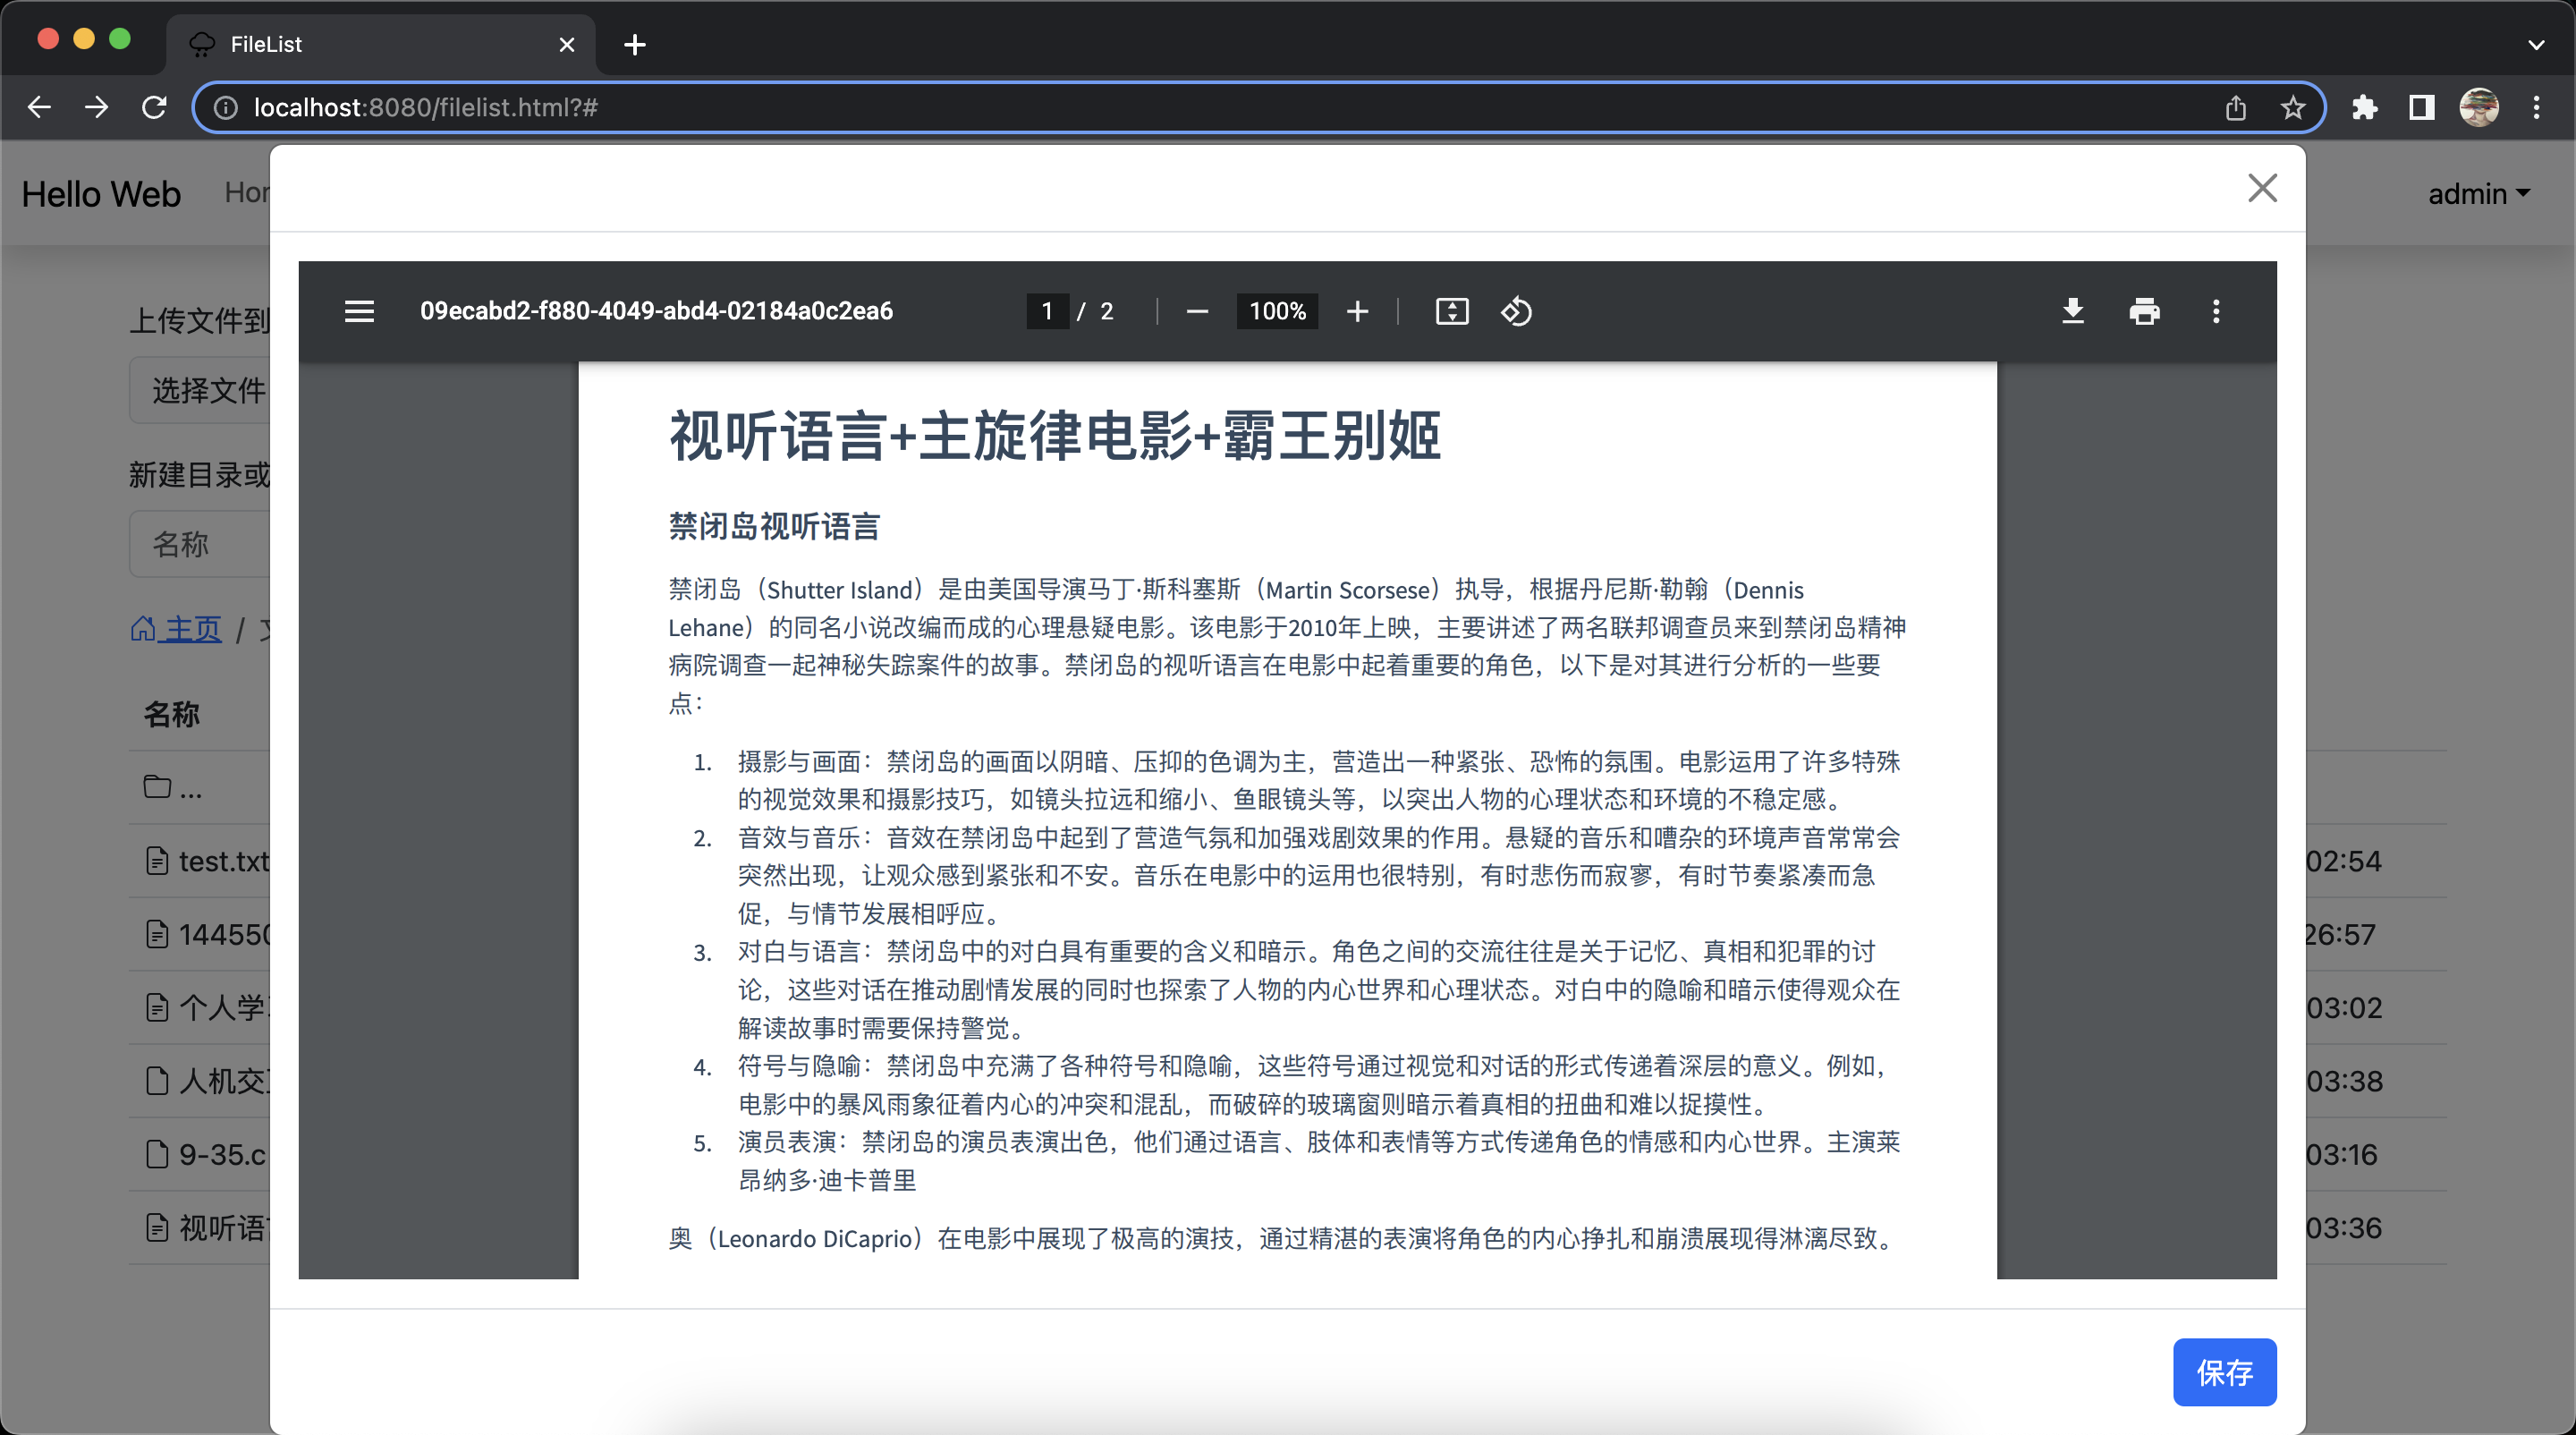 FileList
localhost:8080/filelist.html?#
Hello Web
admin
上传文件到
选择文件
新建目录或
名称
主页 /
名称
...
test.txt
个人学
人机交
9-35.c
视听语
02:54
26:57
03:02
03:38
03:16
03:36
09ecabd2-f880-4049-abd4-02184a0c2ea6
1 / 2
100%
视听语言+主旋律电影+霸王别姬
禁闭岛视听语言
禁闭岛（Shutter Island）是由美国导演马丁·斯科塞斯（Martin Scorsese）执导，根据丹尼斯·勒翰（Dennis
Lehane）的同名小说改编而成的心理悬疑电影。该电影于2010年上映，主要讲述了两名联邦调查员来到禁闭岛精神
病院调查一起神秘失踪案件的故事。禁闭岛的视听语言在电影中起着重要的角色，以下是对其进行分析的一些要
点：
1. 摄影与画面：禁闭岛的画面以阴暗、压抑的色调为主，营造出一种紧张、恐怖的氛围。电影运用了许多特殊
的视觉效果和摄影技巧，如镜头拉远和缩小、鱼眼镜头等，以突出人物的心理状态和环境的不稳定感。
2. 音效与音乐：音效在禁闭岛中起到了营造气氛和加强戏剧效果的作用。悬疑的音乐和嘈杂的环境声音常常会
突然出现，让观众感到紧张和不安。音乐在电影中的运用也很特别，有时悲伤而寂寥，有时节奏紧凑而急
促，与情节发展相呼应。
3. 对白与语言：禁闭岛中的对白具有重要的含义和暗示。角色之间的交流往往是关于记忆、真相和犯罪的讨
论，这些对话在推动剧情发展的同时也探索了人物的内心世界和心理状态。对白中的隐喻和暗示使得观众在
解读故事时需要保持警觉。
4. 符号与隐喻：禁闭岛中充满了各种符号和隐喻，这些符号通过视觉和对话的形式传递着深层的意义。例如，
电影中的暴风雨象征着内心的冲突和混乱，而破碎的玻璃窗则暗示着真相的扭曲和难以捉摸性。
5. 演员表演：禁闭岛的演员表演出色，他们通过语言、肢体和表情等方式传递角色的情感和内心世界。主演莱
昂纳多·迪卡普里
奥（Leonardo DiCaprio）在电影中展现了极高的演技，通过精湛的表演将角色的内心挣扎和崩溃展现得淋漓尽致。
保存